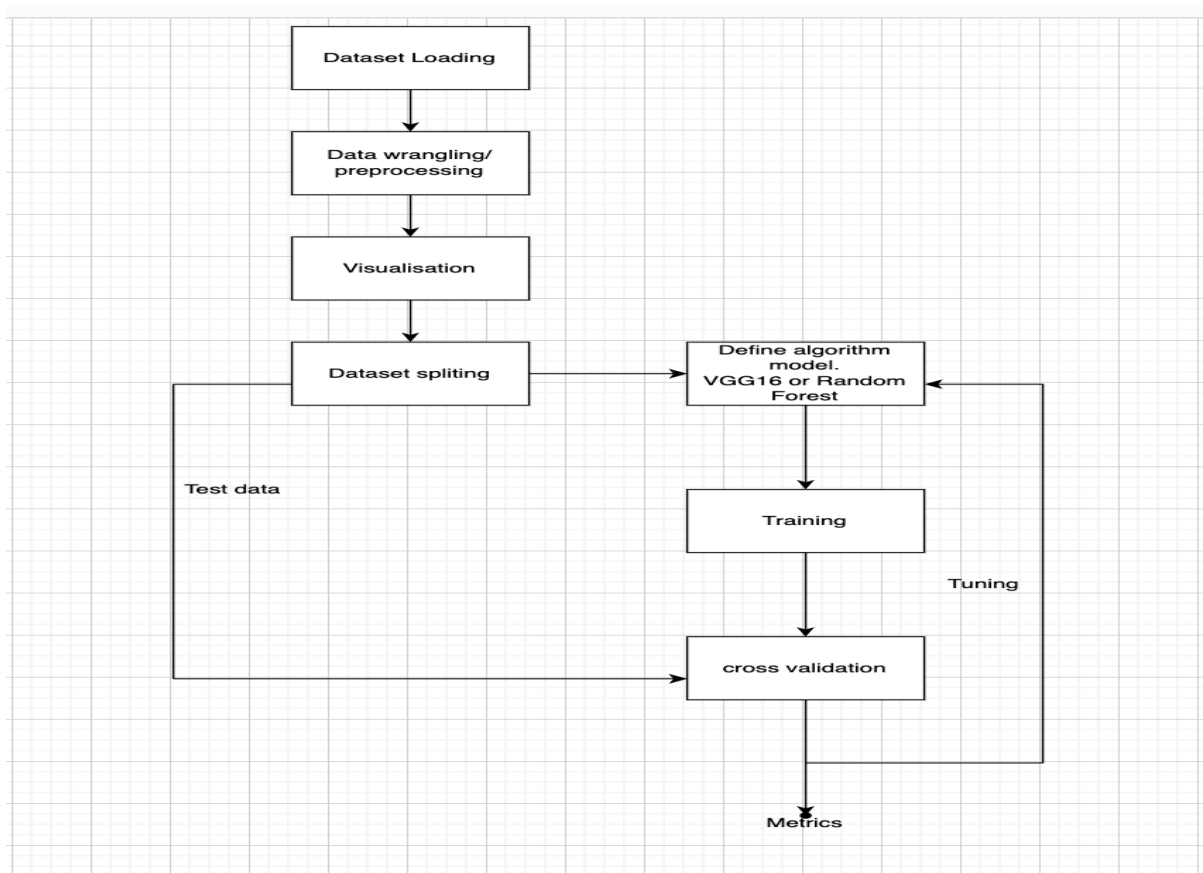 Dataset Loading
Data wrangling/
preprocessing
Visualisation
Dataset spliting
Define algorithm
model.
VGG16 or Random
Forest
Test data
Training
Tuning
cross validation
Metrics